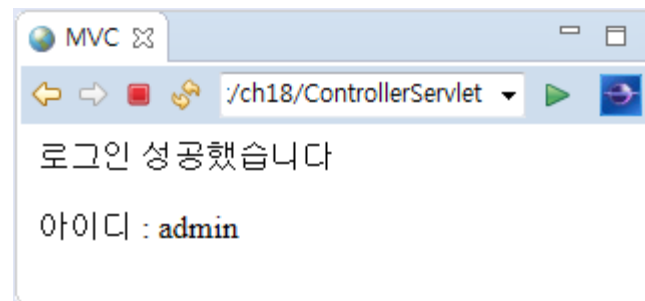 MVC
:/ch18/ControllerServlet
로그인 성공했습니다
아이디 : admin